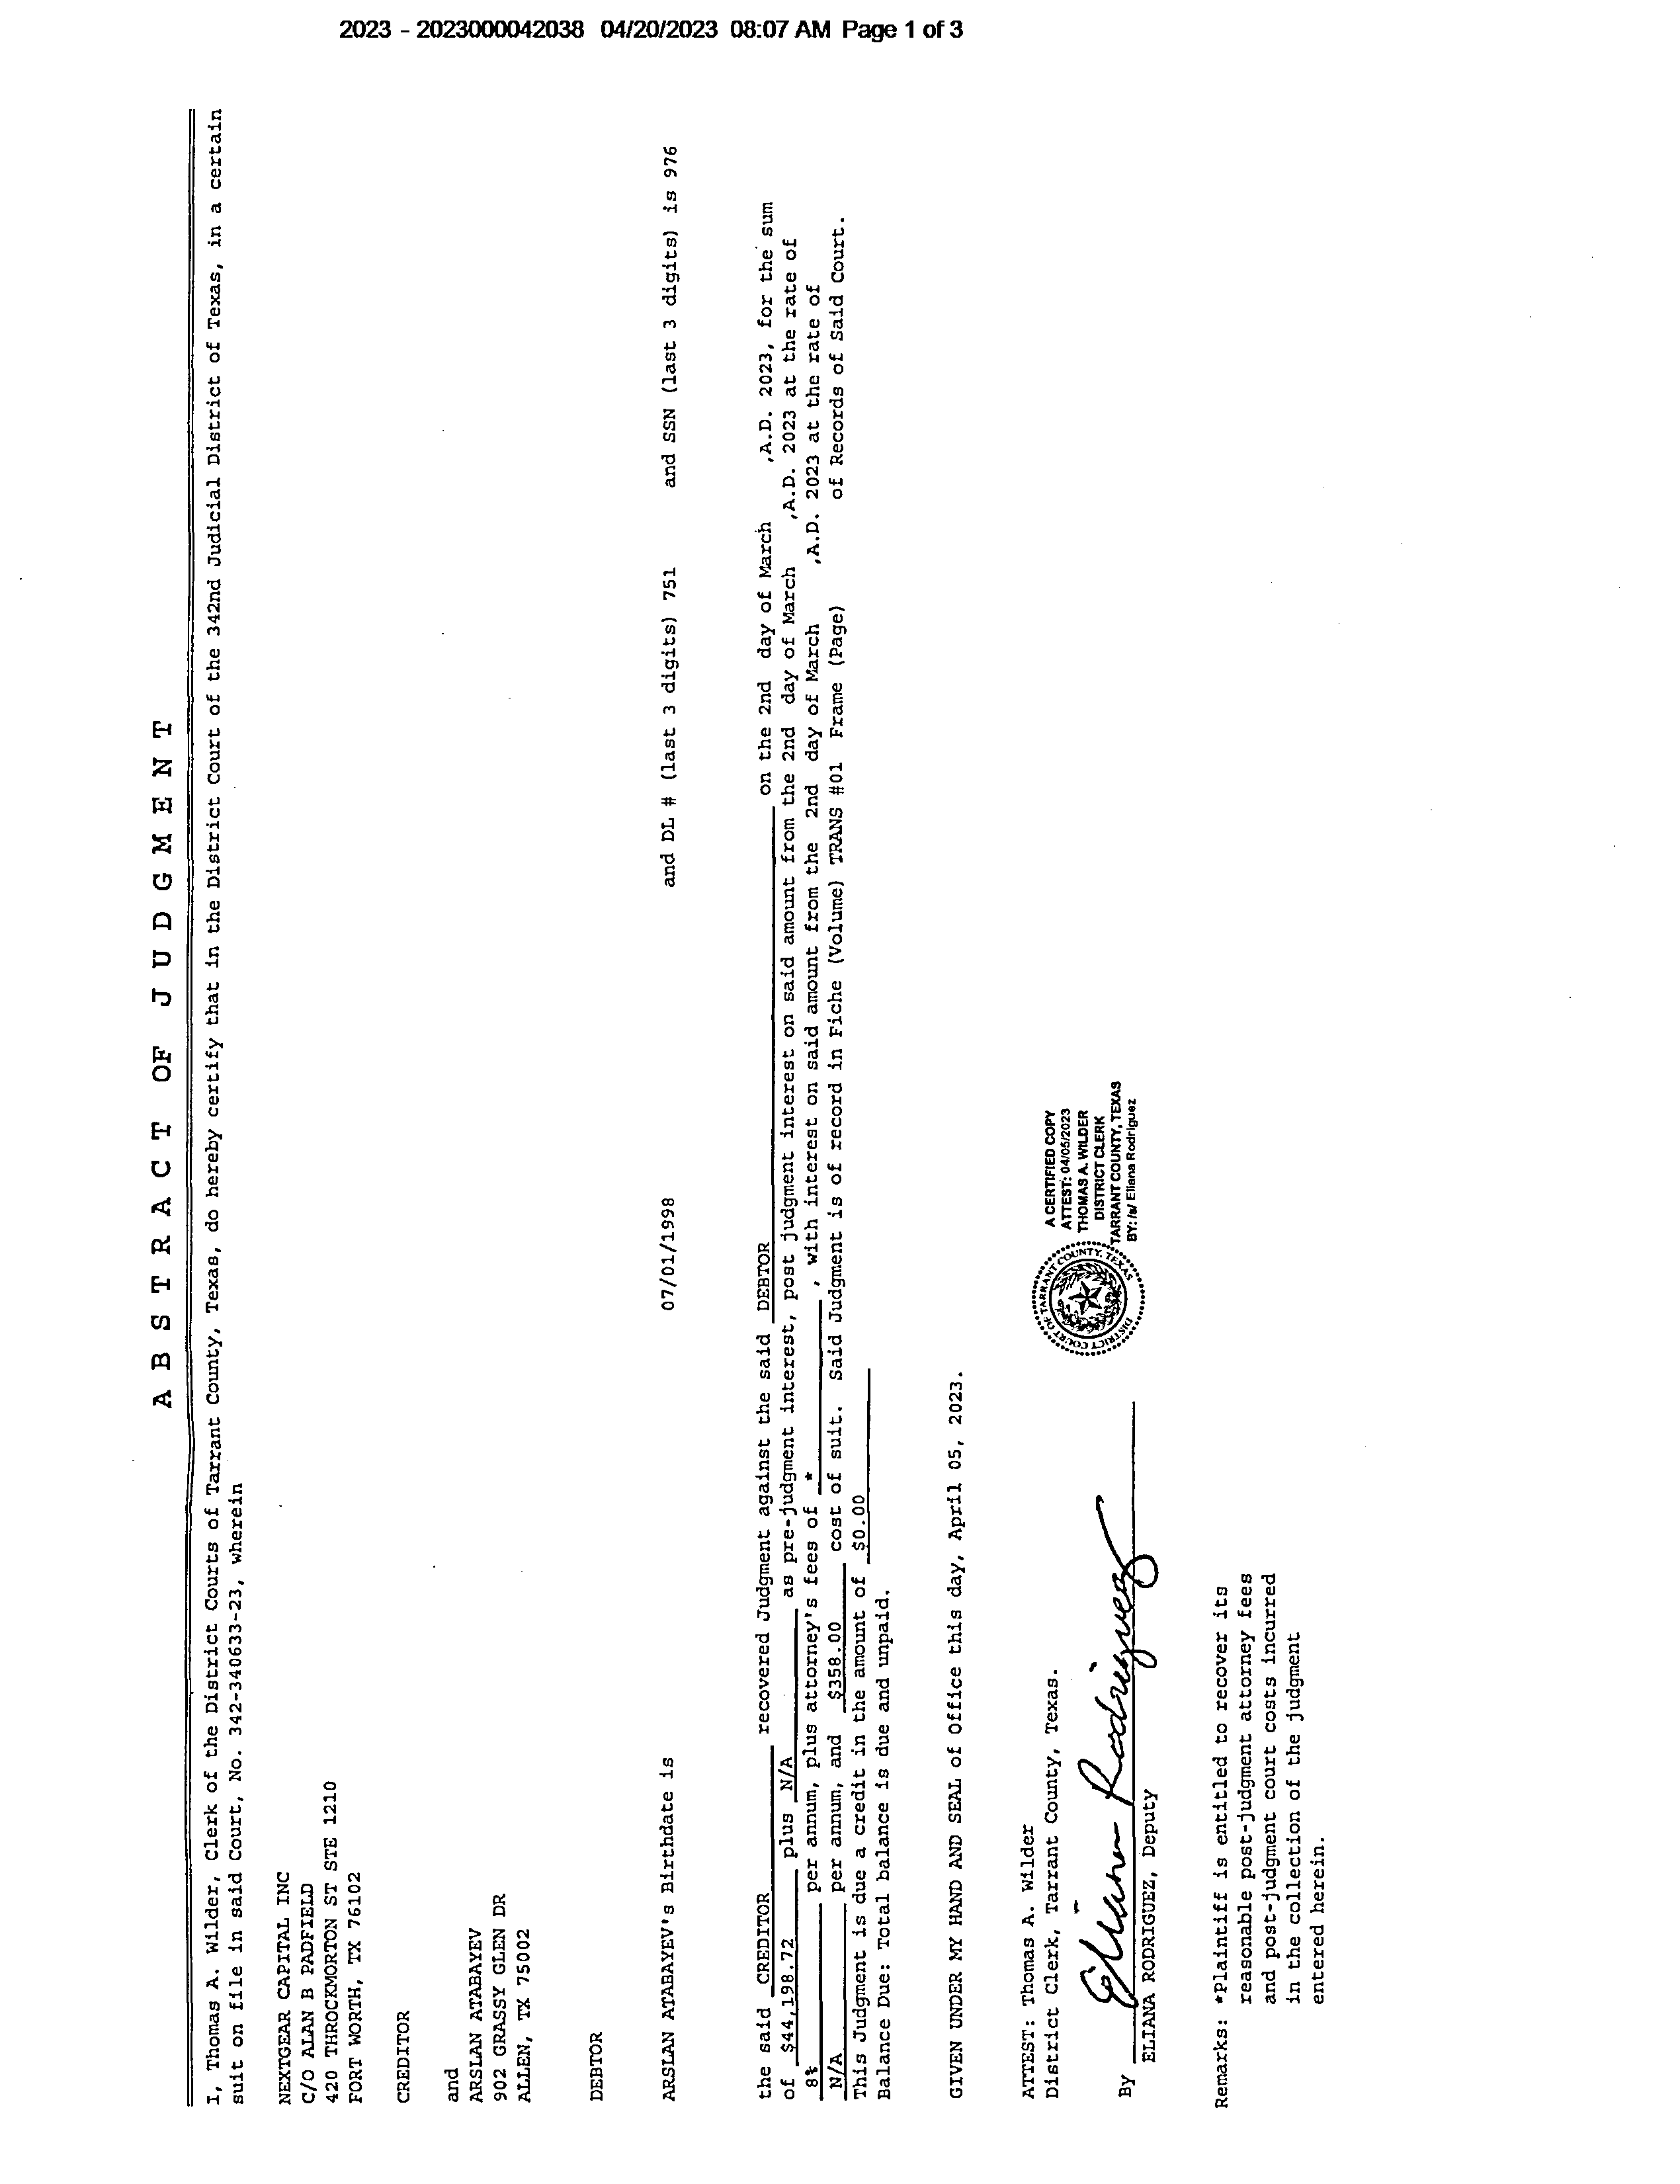 2023 - 2023000042038 04/20/2023 08:07 AM Page 1 of 3
A B S T R A C T OF J U D G M E N T
I, Thomas A. Wilder, Clerk of the District Courts of Tarrant County, Texas, do hereby certify that in the District Court of the 342nd Judicial District of Texas, in a certain
suit on file in said Court, No. 342-340633-23, wherein
NEXTGEAR CAPITAL INC
C/O ALAN B PADFIELD
420 THROCKMORTON ST STE 1210
FORT WORTH, TX 76102
CREDITOR
and
ARSLAN ATABAYEV
902 GRASSY GLEN DR
ALLEN, TX 75002
DEBTOR
ARSLAN ATABAYEV's Birthdate is 07/01/1998 and DL # (last 3 digits) 751 and SSN (last 3 digits) is 976
the said CREDITOR recovered Judgment against the said DEBTOR on the 2nd day of March ,A.D. 2023, for the sum
of $44,198.72 plus N/A as pre-judgment interest, post judgment interest on said amount from the 2nd day of March ,A.D. 2023 at the rate of
8% per annum, plus attorney's fees of * , with interest on said amount from the 2nd day of March ,A.D. 2023 at the rate of
N/A per annum, and $358.00 cost of suit. Said Judgment is of record in Fiche (Volume) TRANS #01 Frame (Page) of Records of Said Court.
This Judgment is due a credit in the amount of $0.00
Balance Due: Total balance is due and unpaid.
GIVEN UNDER MY HAND AND SEAL of Office this day, April 05, 2023.
ATTEST: Thomas A. Wilder
District Clerk, Tarrant County, Texas.
By Eliana Rodriguez
ELIANA RODRIGUEZ, Deputy
DISTRICT COURT OF TARRANT COUNTY, TEXAS
A CERTIFIED COPY
ATTEST: 04/05/2023
THOMAS A. WILDER
DISTRICT CLERK
TARRANT COUNTY, TEXAS
BY: /s/ Eliana Rodriguez
Remarks: *Plaintiff is entitled to recover its
reasonable post-judgment attorney fees
and post-judgment court costs incurred
in the collection of the judgment
entered herein.